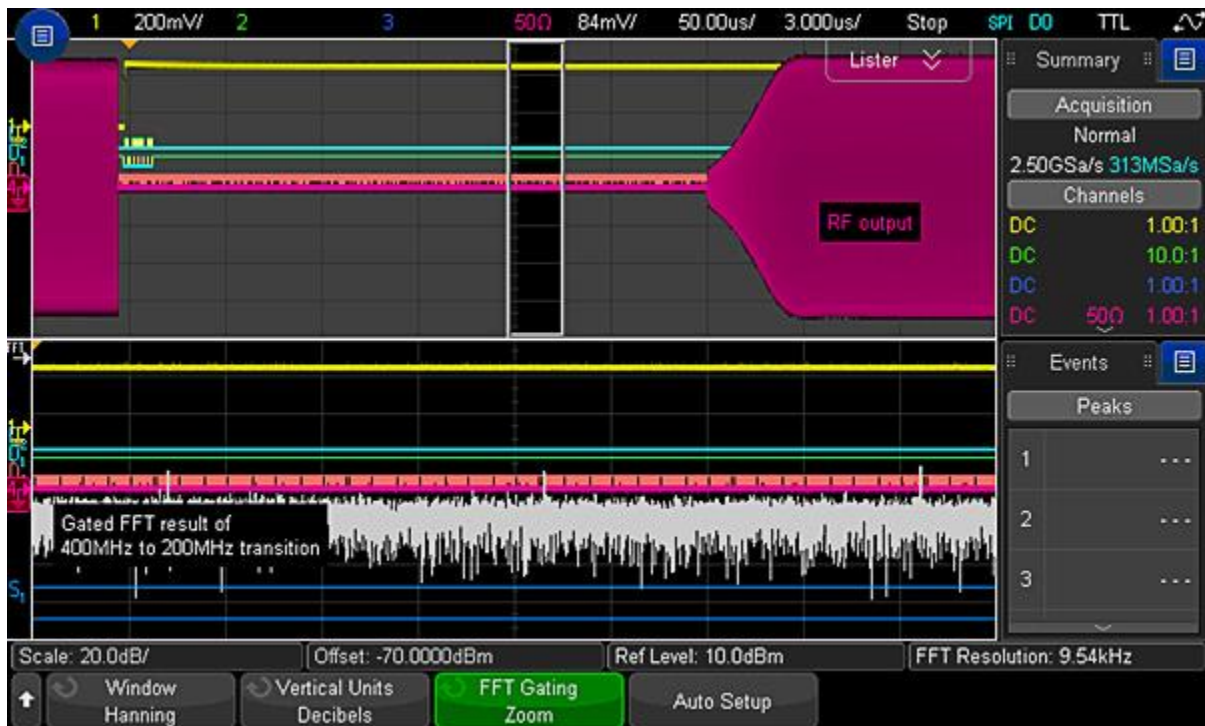 1 200mV/ 2 3 50Ω 84mV/ 50.00us/ 3.000us/ Stop SPI D0 TTL
Lister
RF output
Summary
Acquisition
Normal
2.50GSa/s 313MSa/s
Channels
DC 1.00:1
DC 10.0:1
DC 1.00:1
DC 50Ω 1.00:1
Gated FFT result of
400MHz to 200MHz transition
S1
Events
Peaks
1 ---
2 ---
3 ---
Scale: 20.0dB/ Offset: -70.0000dBm Ref Level: 10.0dBm FFT Resolution: 9.54kHz
Window
Hanning
Vertical Units
Decibels
FFT Gating
Zoom
Auto Setup